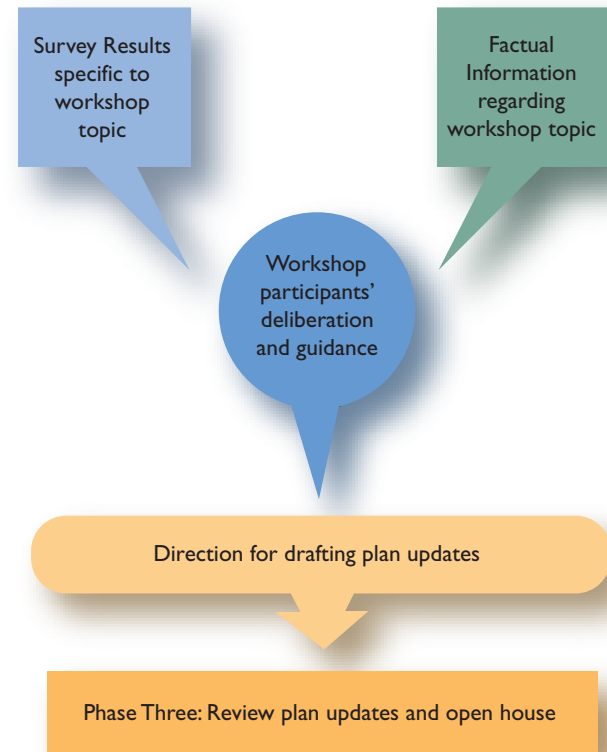 Survey Results
specific to
workshop
topic
Factual
Information
regarding
workshop topic
Workshop
participants’
deliberation
and guidance
Direction for drafting plan updates
Phase Three: Review plan updates and open house